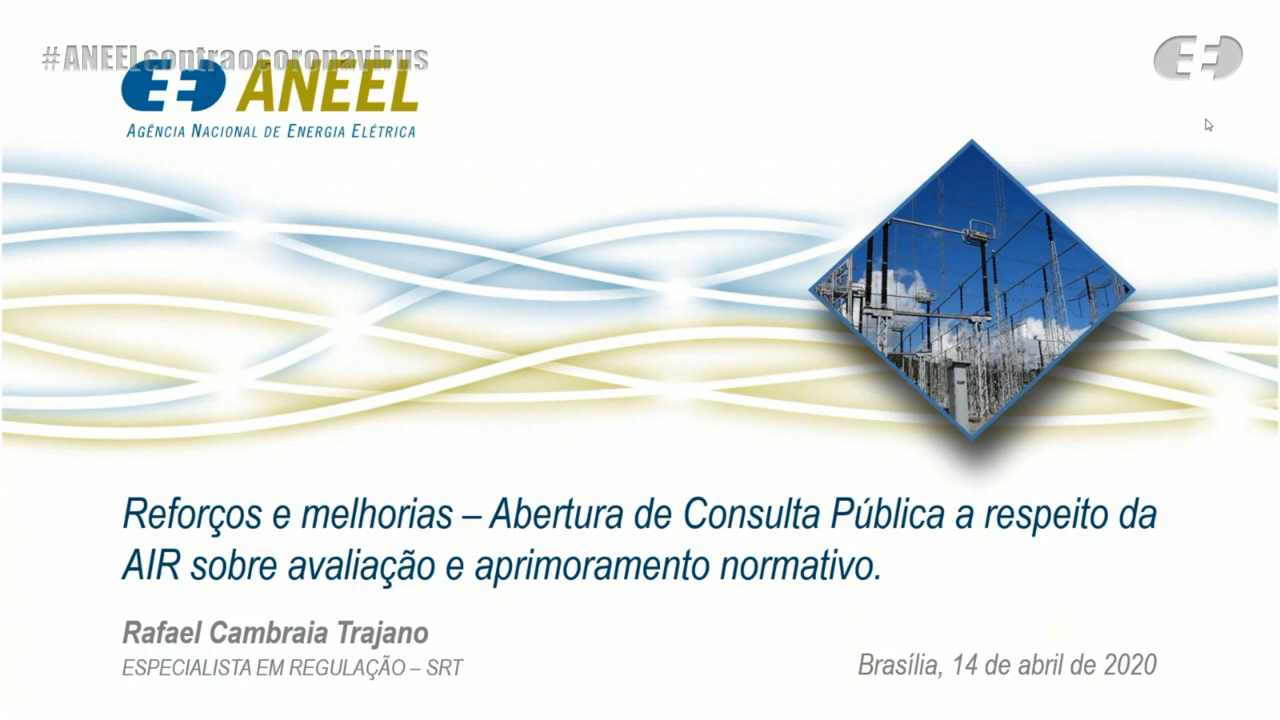 #ANEELcontraocoronavirus
ANEEL
AGÊNCIA NACIONAL DE ENERGIA ELÉTRICA
Reforços e melhorias – Abertura de Consulta Pública a respeito da
AIR sobre avaliação e aprimoramento normativo.
Rafael Cambraia Trajano
ESPECIALISTA EM REGULAÇÃO – SRT
Brasília, 14 de abril de 2020